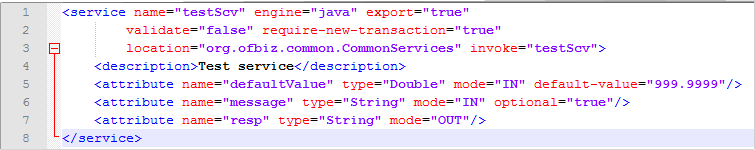 1 <service name="testScv" engine="java" export="true"
2 validate="false" require-new-transaction="true"
3 location="org.ofbiz.common.CommonServices" invoke="testScv">
4 <description>Test service</description>
5 <attribute name="defaultValue" type="Double" mode="IN" default-value="999.9999"/>
6 <attribute name="message" type="String" mode="IN" optional="true"/>
7 <attribute name="resp" type="String" mode="OUT"/>
8 </service>